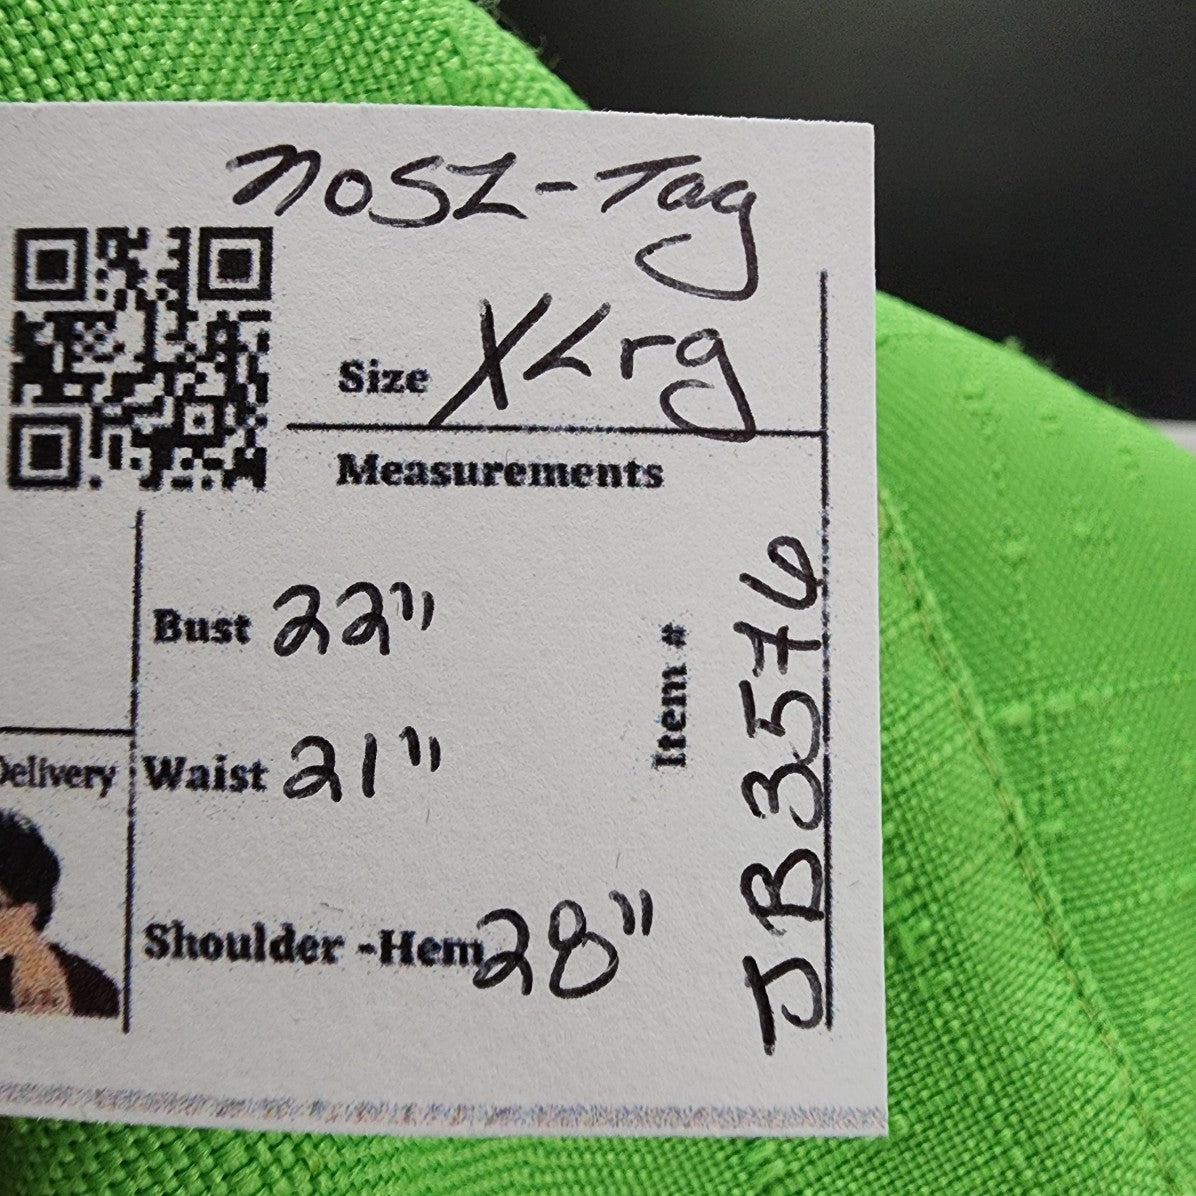 NOSZ-Tag
Size XLrg
Measurements
Bust 22"
Waist 21"
Shoulder -Hem 28"
Delivery
Item #
JB3576